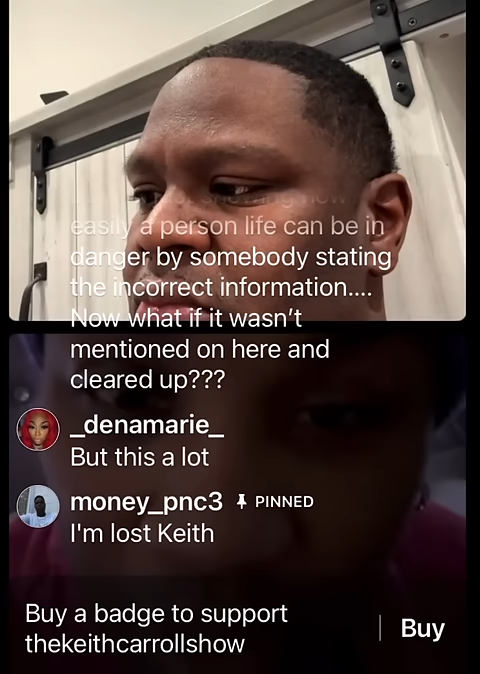 easily a person life can be in
danger by somebody stating
the incorrect information....
Now what if it wasn't
mentioned on here and
cleared up???
_denamarie_
But this a lot
money_pnc3 PINNED
I'm lost Keith
Buy a badge to support
thekeithcarrollshow
Buy